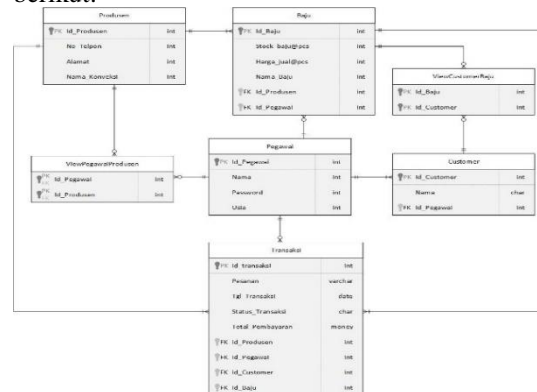 berikut:
Produsen
PK Id_Produsen int
No_Telpon int
Alamat int
Nama_Konveksi int
Baju
PK Id_Baju int
Stock_baju@pcs int
Harga_jual@pcs int
Nama_Baju int
FK Id_Produsen int
FK Id_Pegawai int
ViewCustomerBaju
PK Id_Baju int
FK Id_Customer int
ViewPegawaiProdusen
Id_Pegawai int
Id_Produsen int
Pegawai
PK Id_Pegawai int
Nama int
Password int
Usia int
Customer
PK Id_Customer int
Nama char
FK Id_Pegawai int
Transaksi
PK Id_transaksi int
Pesanan varchar
Tgl_Transaksi date
Status_Transaksi char
Total_Pembayaran money
FK Id_Produsen int
FK Id_Pegawai int
FK Id_Customer int
FK Id_Baju int